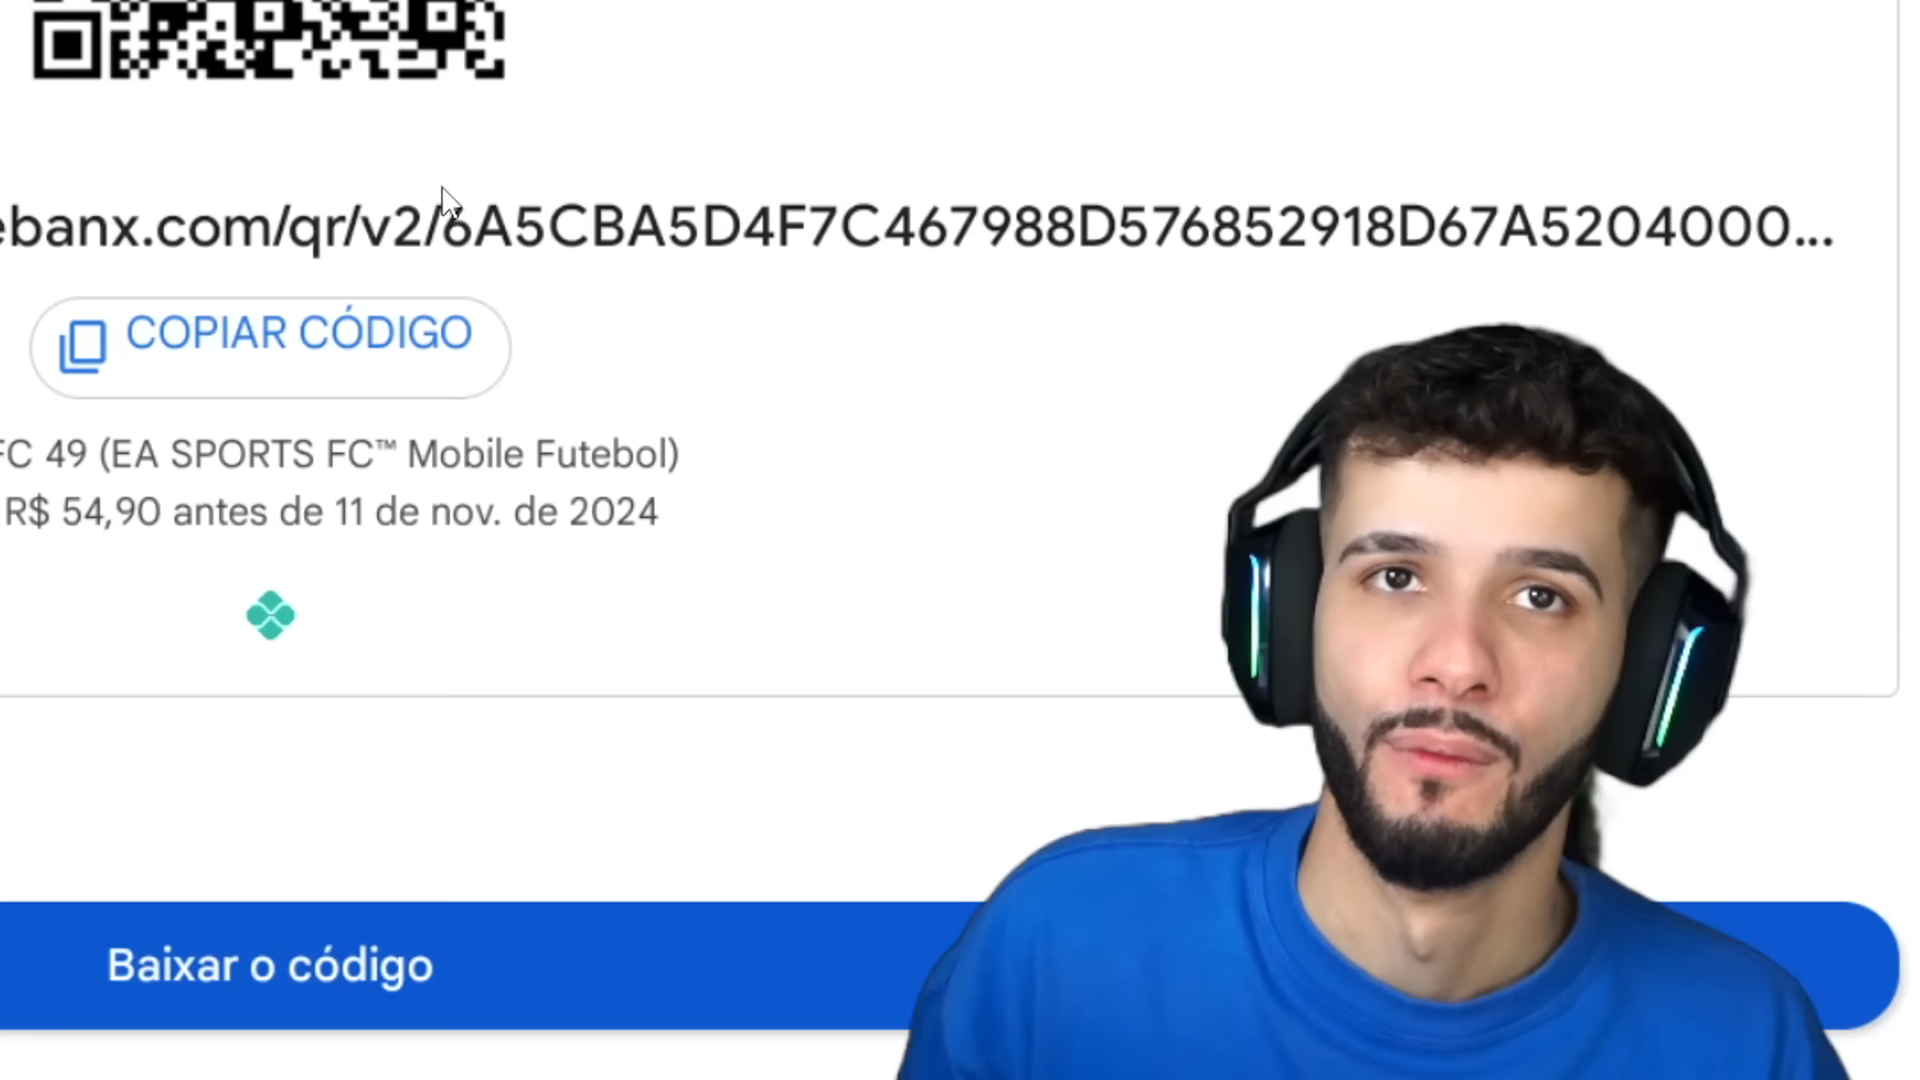 ebanx.com/qr/v2/6A5CBA5D4F7C467988D576852918D67A5204000...
COPIAR CÓDIGO
FC 49 (EA SPORTS FC™ Mobile Futebol)
R$ 54,90 antes de 11 de nov. de 2024
Baixar o código